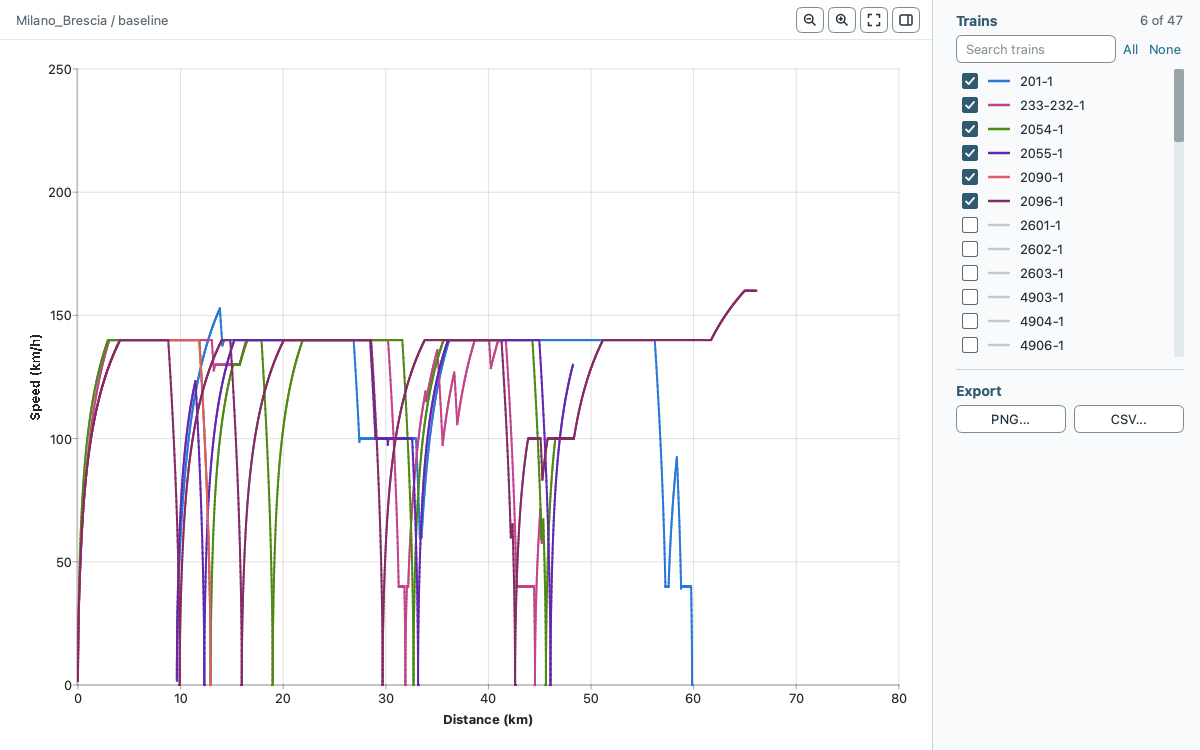 Milano_Brescia / baseline
Trains
6 of 47
Search trains
All
None
201-1
233-232-1
2054-1
2055-1
2090-1
2096-1
2601-1
2602-1
2603-1
4903-1
4904-1
4906-1
Export
PNG...
CSV...
250
200
150
100
50
0
Speed (km/h)
0 10 20 30 40 50 60 70 80
Distance (km)